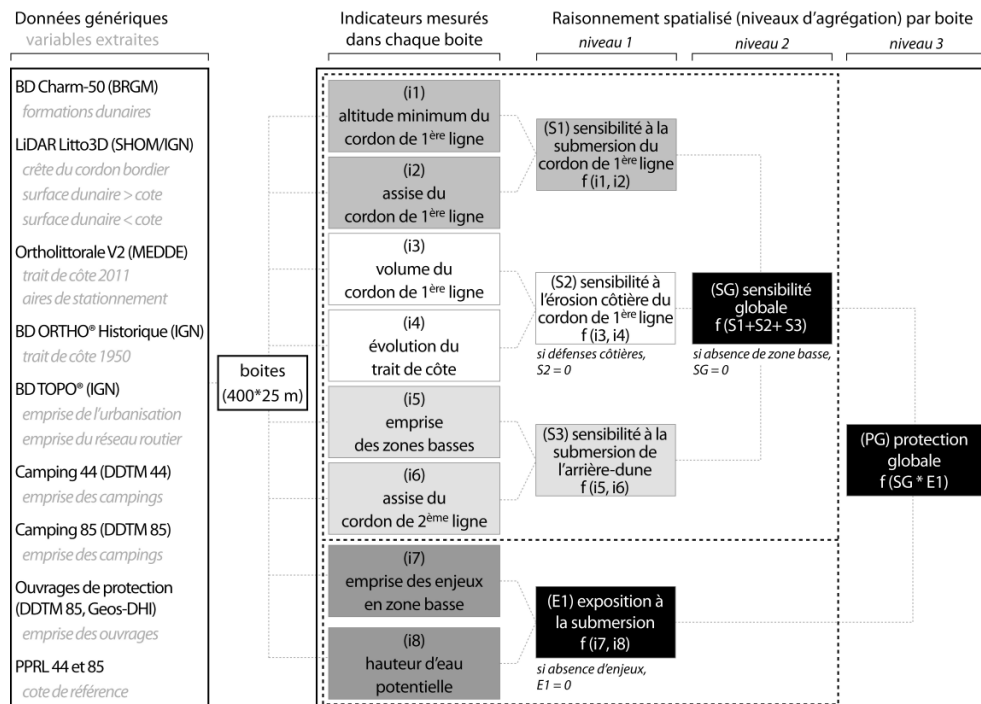 Données génériques
variables extraites
Indicateurs mesurés
dans chaque boite
Raisonnement spatialisé (niveaux d'agrégation) par boite
niveau 1
niveau 2
niveau 3
BD Charm-50 (BRGM)
formations dunaires
LiDAR Litto3D (SHOM/IGN)
crête du cordon bordier
surface dunaire > cote
surface dunaire < cote
Ortholittorale V2 (MEDDE)
trait de côte 2011
aires de stationnement
BD ORTHO® Historique (IGN)
trait de côte 1950
BD TOPO® (IGN)
emprise de l'urbanisation
emprise du réseau routier
Camping 44 (DDTM 44)
emprise des campings
Camping 85 (DDTM 85)
emprise des campings
Ouvrages de protection
(DDTM 85, Geos-DHI)
emprise des ouvrages
PPRL 44 et 85
cote de référence
boites
(400*25 m)
(i1)
altitude minimum du
cordon de 1ère ligne
(i2)
assise du
cordon de 1ère ligne
(i3)
volume du
cordon de 1ère ligne
(i4)
évolution du
trait de côte
(i5)
emprise
des zones basses
(i6)
assise du
cordon de 2ème ligne
(i7)
emprise des enjeux
en zone basse
(i8)
hauteur d'eau
potentielle
(S1) sensibilité à la
submersion du
cordon de 1ère ligne
f (i1, i2)
(S2) sensibilité à
l'érosion côtière du
cordon de 1ère ligne
f (i3, i4)
si défenses côtières,
S2 = 0
(S3) sensibilité à la
submersion de
l'arrière-dune
f (i5, i6)
(E1) exposition à
la submersion
f (i7, i8)
si absence d'enjeux,
E1 = 0
(SG) sensibilité
globale
f (S1+S2+ S3)
si absence de zone basse,
SG = 0
(PG) protection
globale
f (SG * E1)